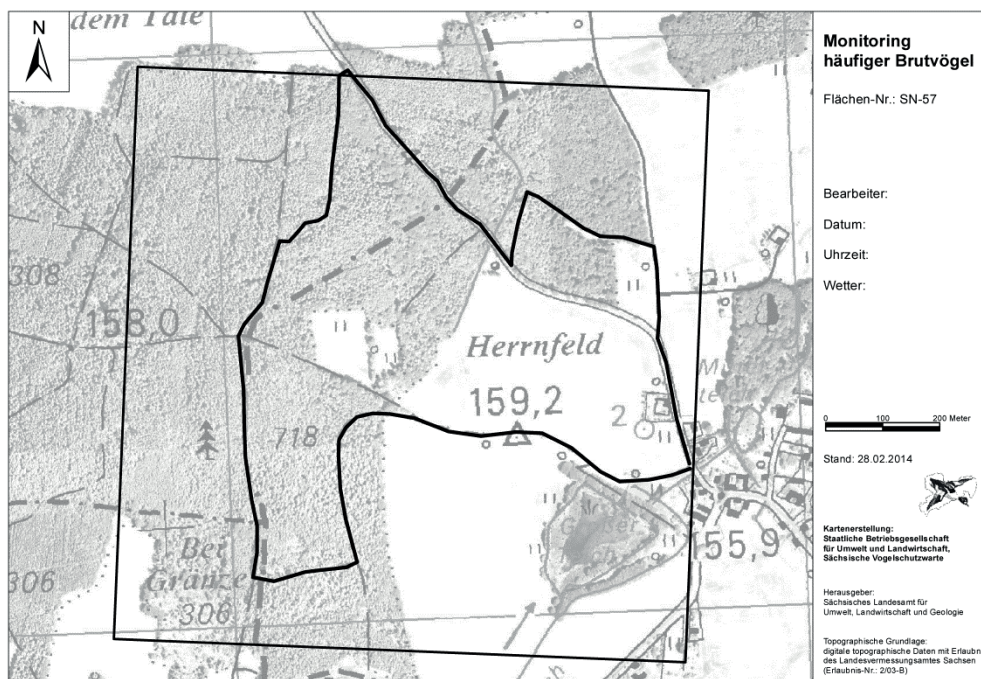 N
dem Tale
308
158,0
Herrnfeld
159,2
2
718
155,9
Ber
Gränze
306
306
Monitoring
häufiger Brutvögel
Flächen-Nr.: SN-57
Bearbeiter:
Datum:
Uhrzeit:
Wetter:
0 100 200 Meter
Stand: 28.02.2014
Kartenerstellung:
Staatliche Betriebsgesellschaft
für Umwelt und Landwirtschaft,
Sächsische Vogelschutzwarte
Herausgeber:
Sächsisches Landesamt für
Umwelt, Landwirtschaft und Geologie
Topographische Grundlage:
digitale topographische Daten mit Erlaubn
des Landesvermessungsamtes Sachsen
(Erlaubnis-Nr.: 2/03-B)